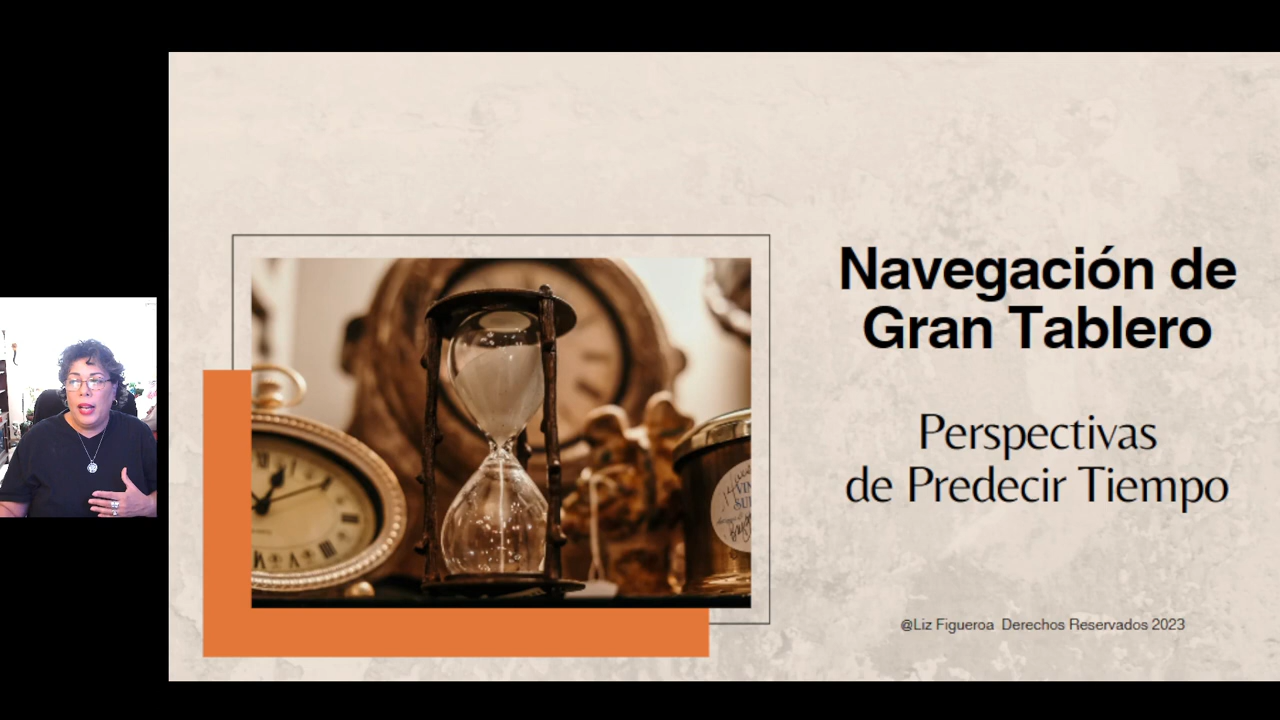 Navegación de
Gran Tablero
Perspectivas
de Predecir Tiempo
@Liz Figueroa Derechos Reservados 2023